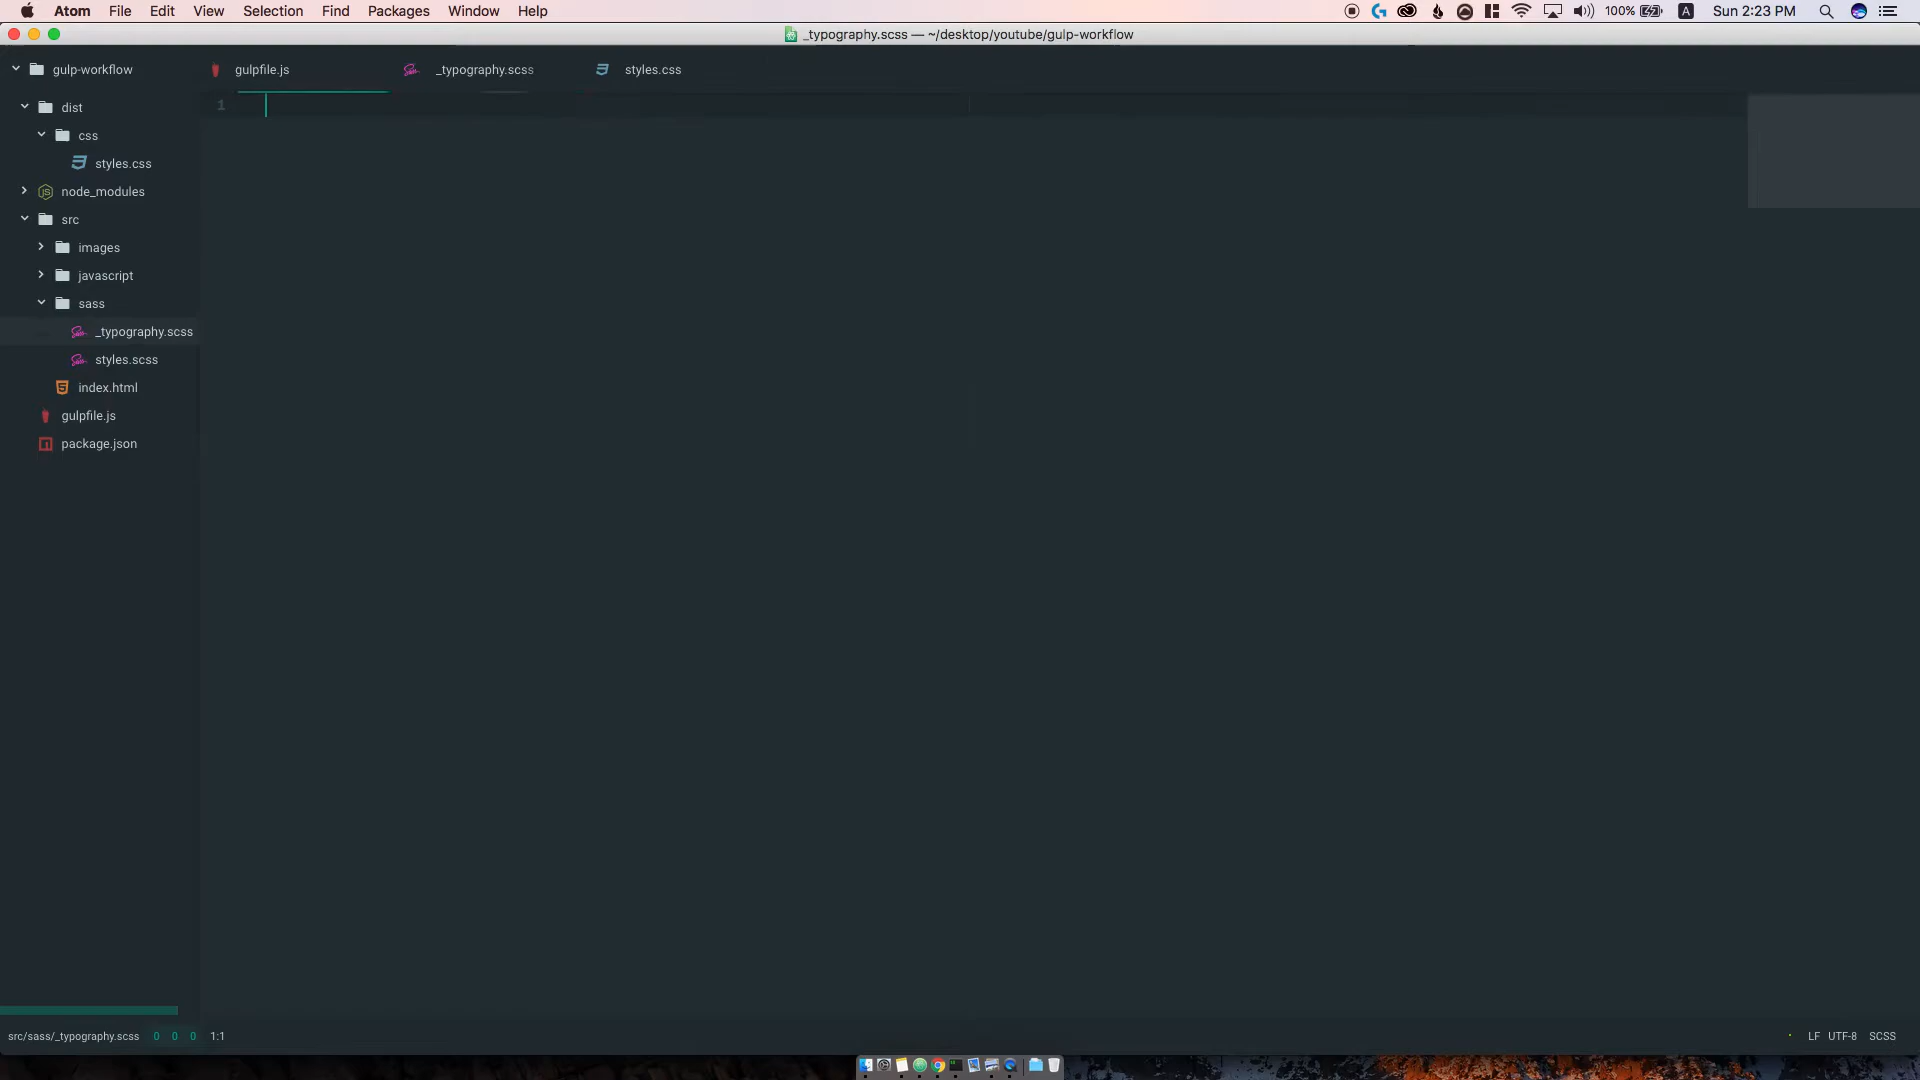 Atom File Edit View Selection Find Packages Window Help 100% A Sun 2:23 PM
_typography.scss — ~/desktop/youtube/gulp-workflow
gulp-workflow
gulpfile.js
_typography.scss
styles.css
dist
css
styles.css
node_modules
src
images
javascript
sass
_typography.scss
styles.scss
index.html
gulpfile.js
package.json
1
src/sass/_typography.scss 0 0 0 1:1
LF UTF-8 SCSS